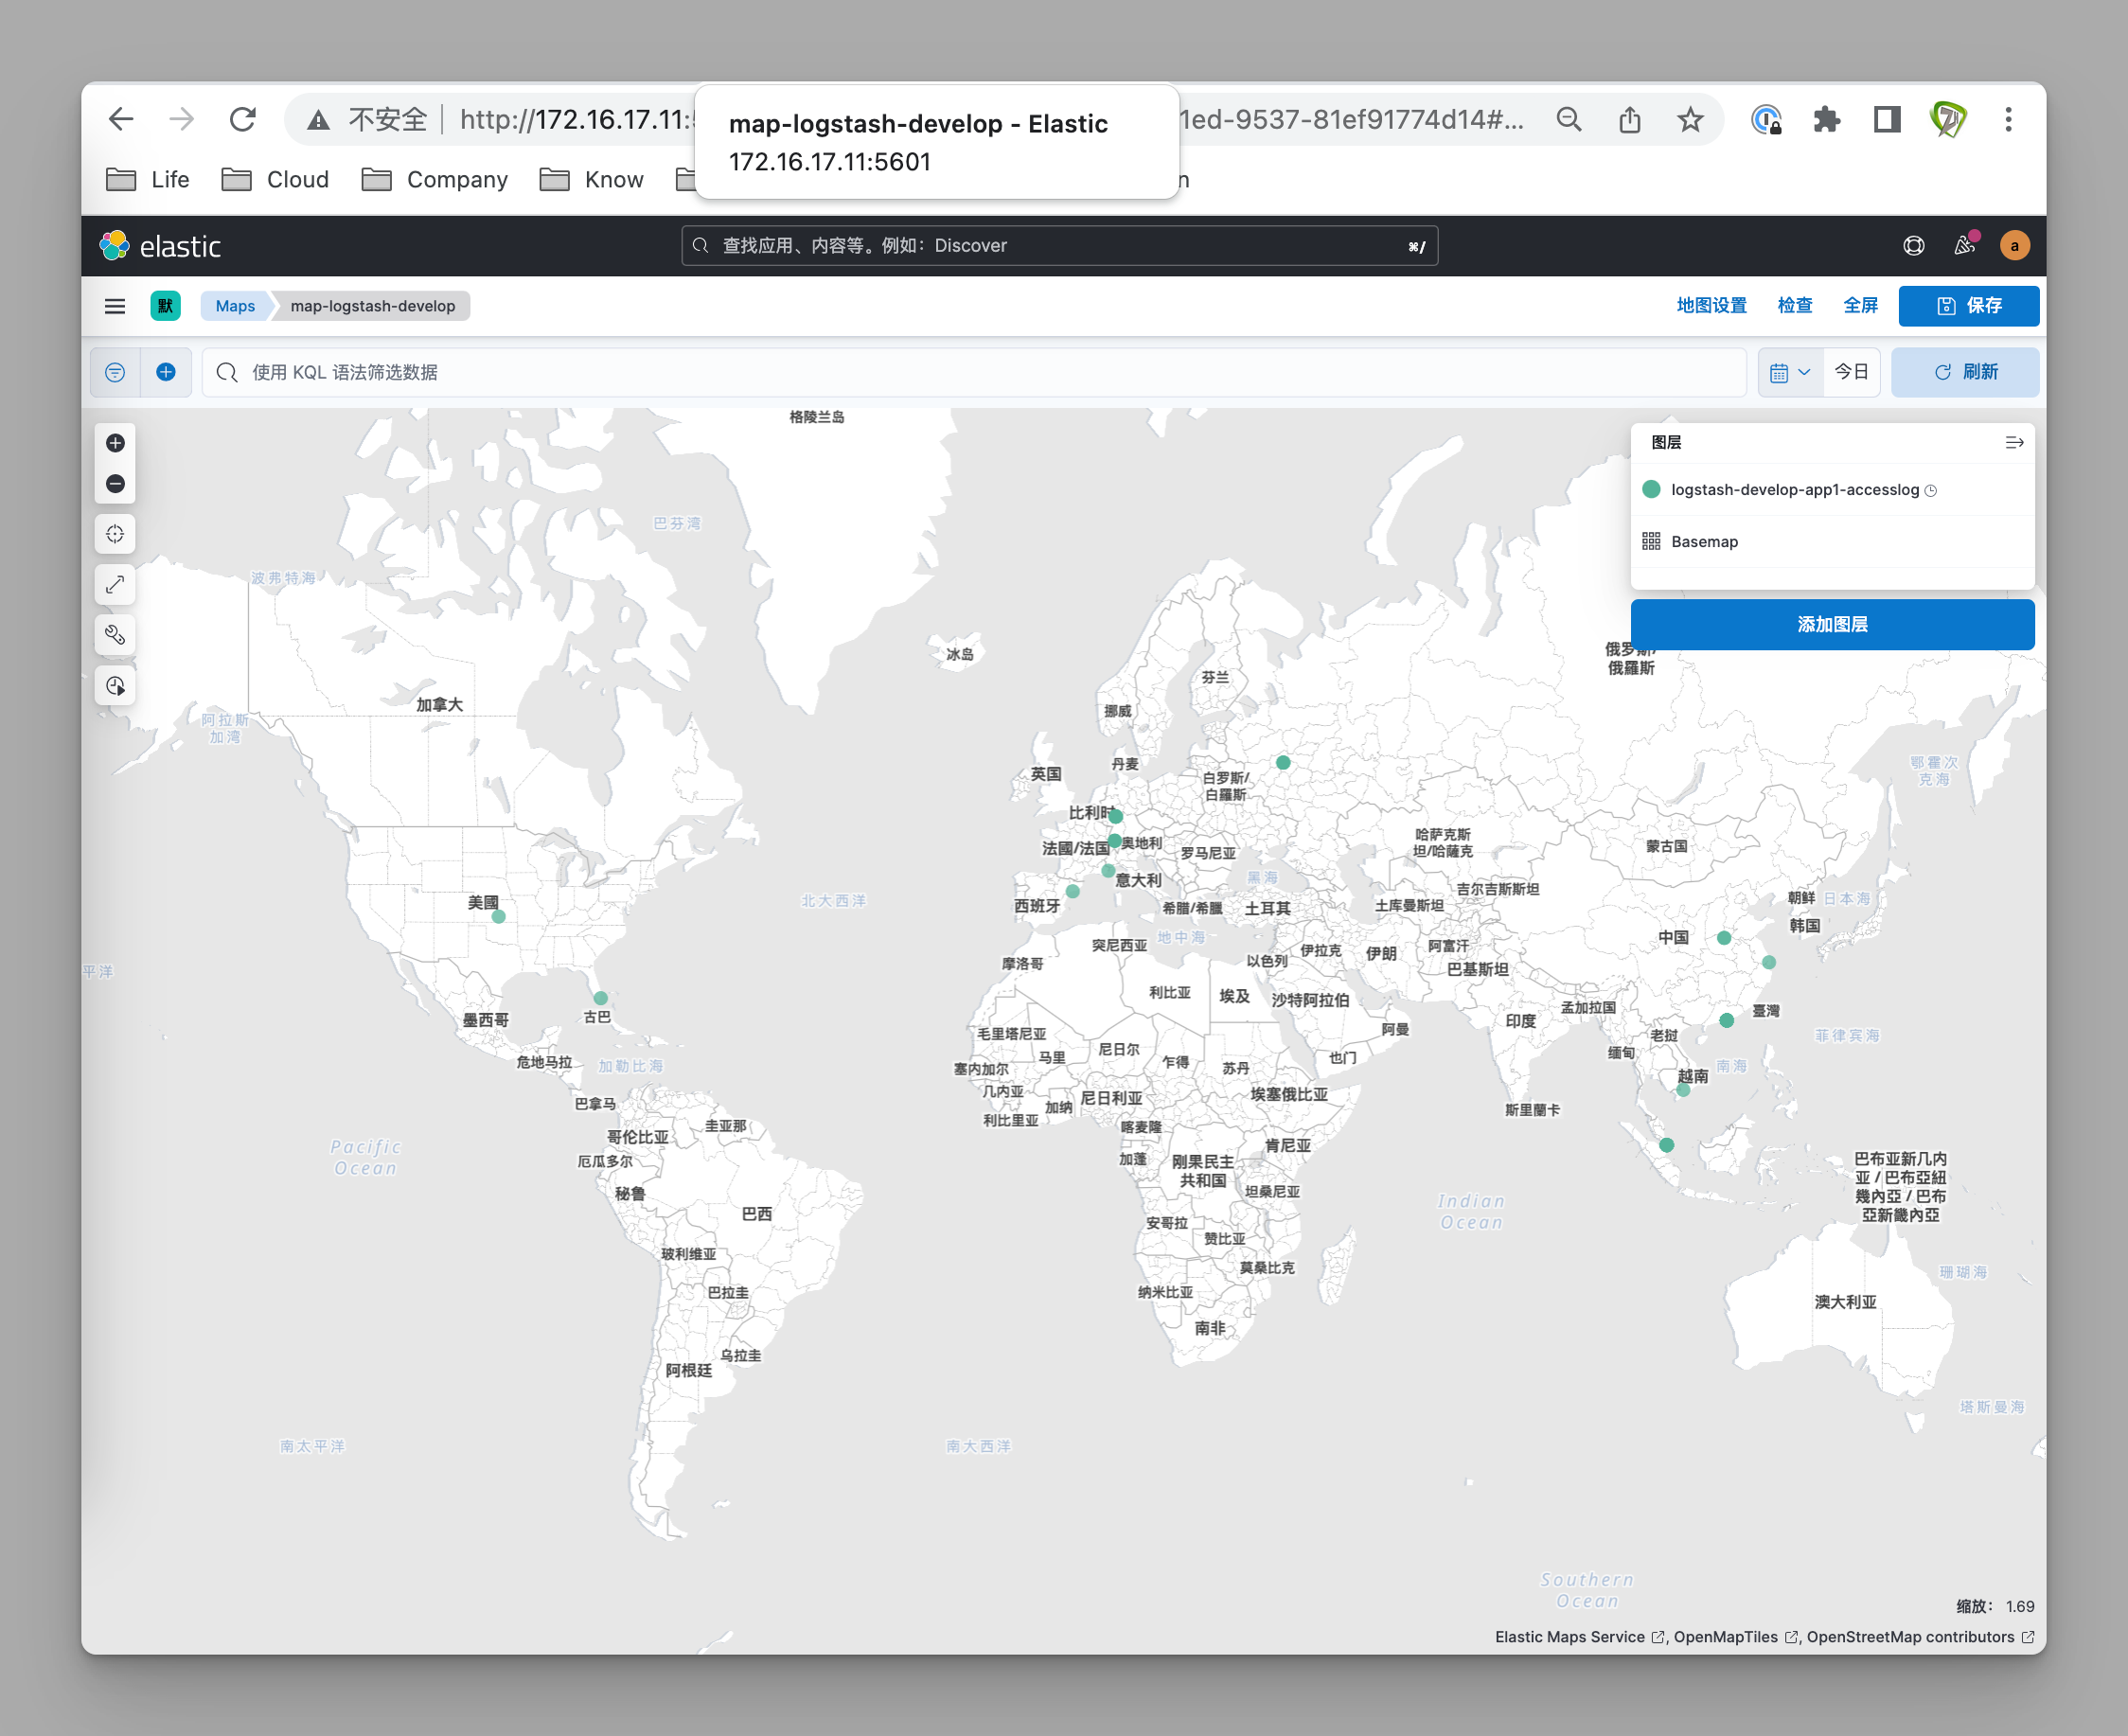 不安全
http://172.16.17.11:5
1ed-9537-81ef91774d14#...
map-logstash-develop - Elastic
172.16.17.11:5601
Life
Cloud
Company
Know
n
elastic
查找应用、内容等。例如：Discover
⌘/
a
默
Maps
map-logstash-develop
地图设置
检查
全屏
保存
使用 KQL 语法筛选数据
今日
刷新
图层
logstash-develop-app1-accesslog
Basemap
添加图层
格陵兰岛
巴芬湾
波弗特海
冰岛
俄罗斯/
俄羅斯
芬兰
加拿大
挪威
阿拉斯
加湾
丹麦
英国
白罗斯/
白羅斯
鄂霍次
克海
比利时
法國/法国
奥地利
罗马尼亚
哈萨克斯
坦/哈薩克
蒙古国
意大利
黑海
吉尔吉斯斯坦
朝鲜
日本海
美國
北大西洋
西班牙
希腊/希臘
土耳其
土库曼斯坦
韩国
中国
突尼西亚
地中海
伊拉克
伊朗
阿富汗
以色列
巴基斯坦
平洋
摩洛哥
利比亚
埃及
沙特阿拉伯
孟加拉国
臺灣
墨西哥
古巴
毛里塔尼亚
阿曼
印度
老挝
菲律宾海
危地马拉
加勒比海
马里
尼日尔
乍得
苏丹
也门
缅甸
南海
塞内加尔
越南
几内亚
尼日利亚
埃塞俄比亚
巴拿马
加纳
利比里亚
斯里蘭卡
哥伦比亚
圭亚那
喀麦隆
肯尼亚
Pacific
Ocean
厄瓜多尔
加蓬
刚果民主
共和国
巴布亚新几内
亚 / 巴布亞紐
幾內亞 / 巴布
亞新畿內亞
秘鲁
坦桑尼亚
Indian
Ocean
巴西
安哥拉
赞比亚
玻利维亚
莫桑比克
珊瑚海
巴拉圭
纳米比亚
澳大利亚
南非
乌拉圭
阿根廷
塔斯曼海
南太平洋
南大西洋
Southern
Ocean
缩放： 1.69
Elastic Maps Service , OpenMapTiles , OpenStreetMap contributors